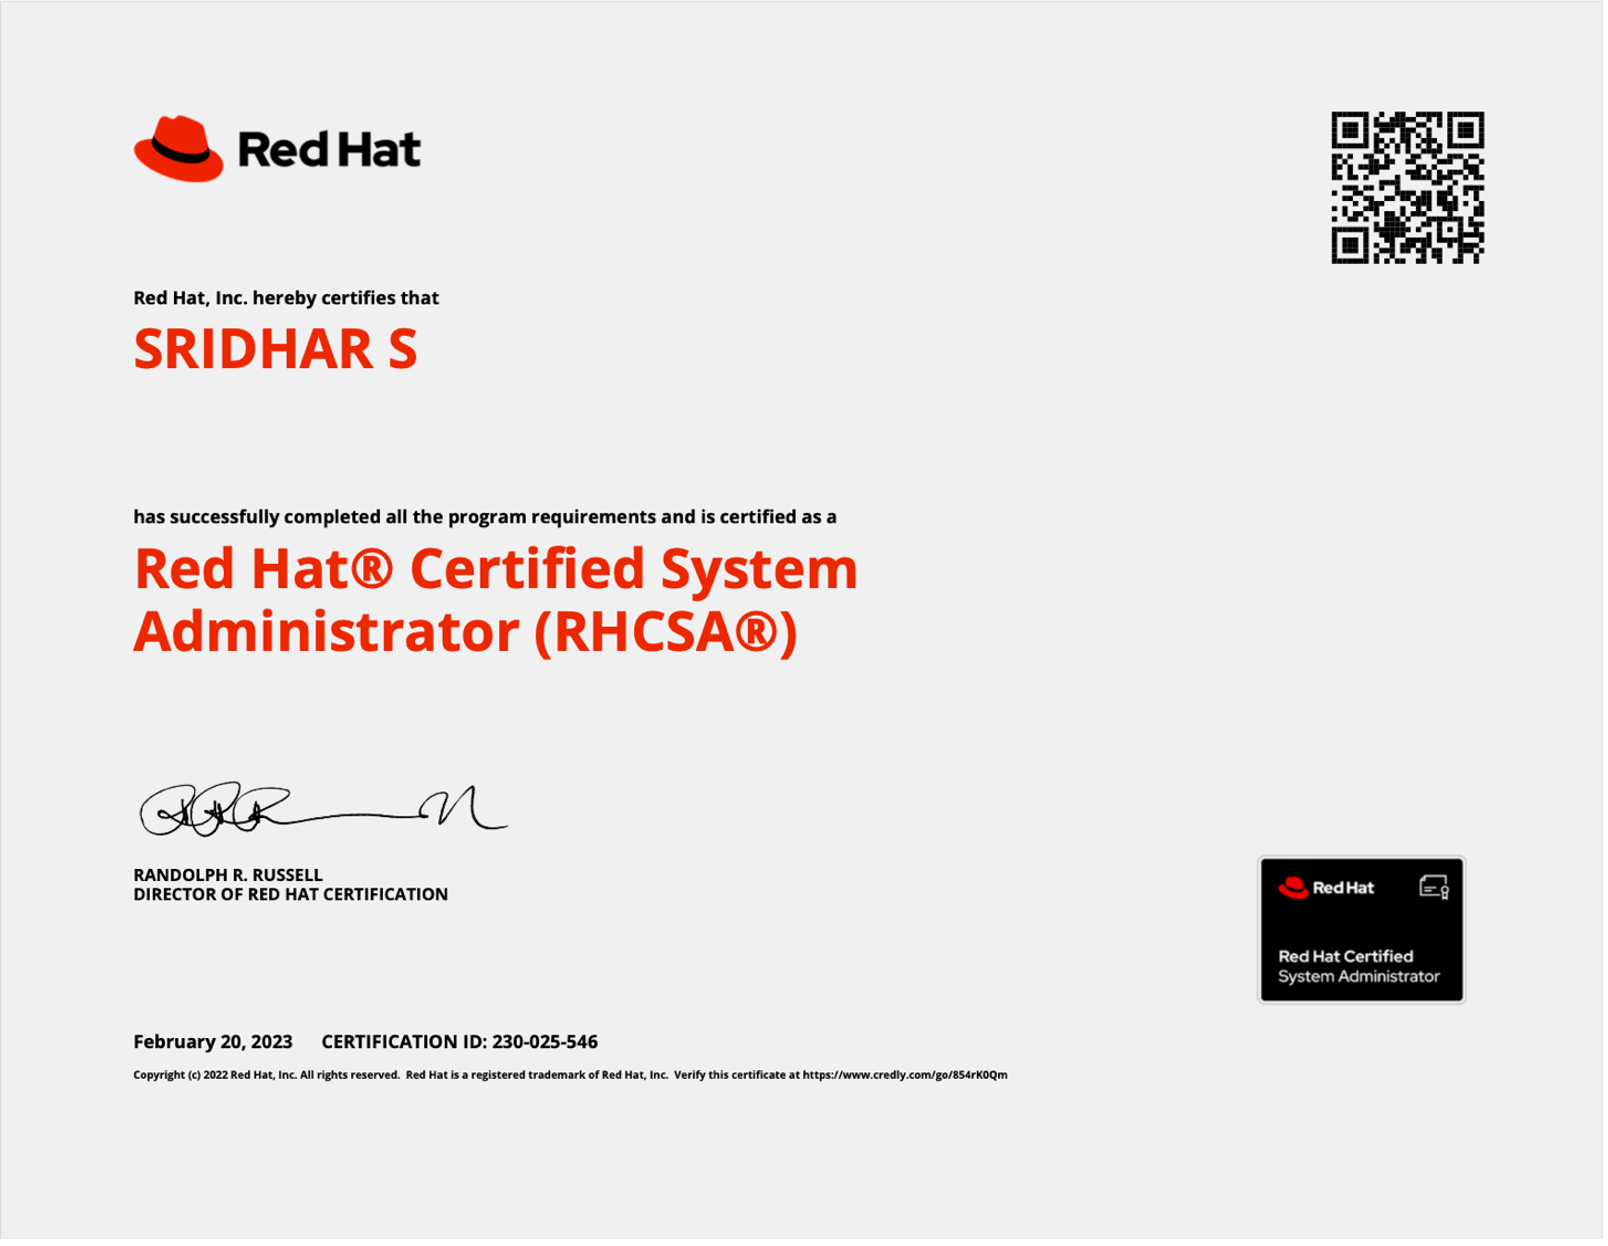 Red Hat
Red Hat, Inc. hereby certifies that
SRIDHAR S
has successfully completed all the program requirements and is certified as a
Red Hat® Certified System
Administrator (RHCSA®)
RANDOLPH R. RUSSELL
DIRECTOR OF RED HAT CERTIFICATION
Red Hat
Red Hat Certified
System Administrator
February 20, 2023 CERTIFICATION ID: 230-025-546
Copyright (c) 2022 Red Hat, Inc. All rights reserved. Red Hat is a registered trademark of Red Hat, Inc. Verify this certificate at https://www.credly.com/go/854rK0Qm